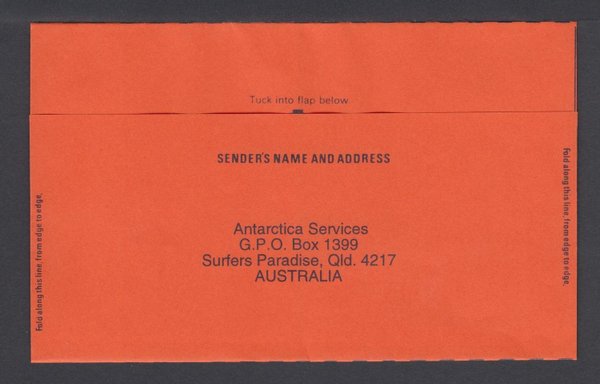 Tuck into flap below
SENDER'S NAME AND ADDRESS
Fold along this line, from edge to edge.
Fold along this line, from edge to edge.
Antarctica Services
G.P.O. Box 1399
Surfers Paradise, Qld. 4217
AUSTRALIA